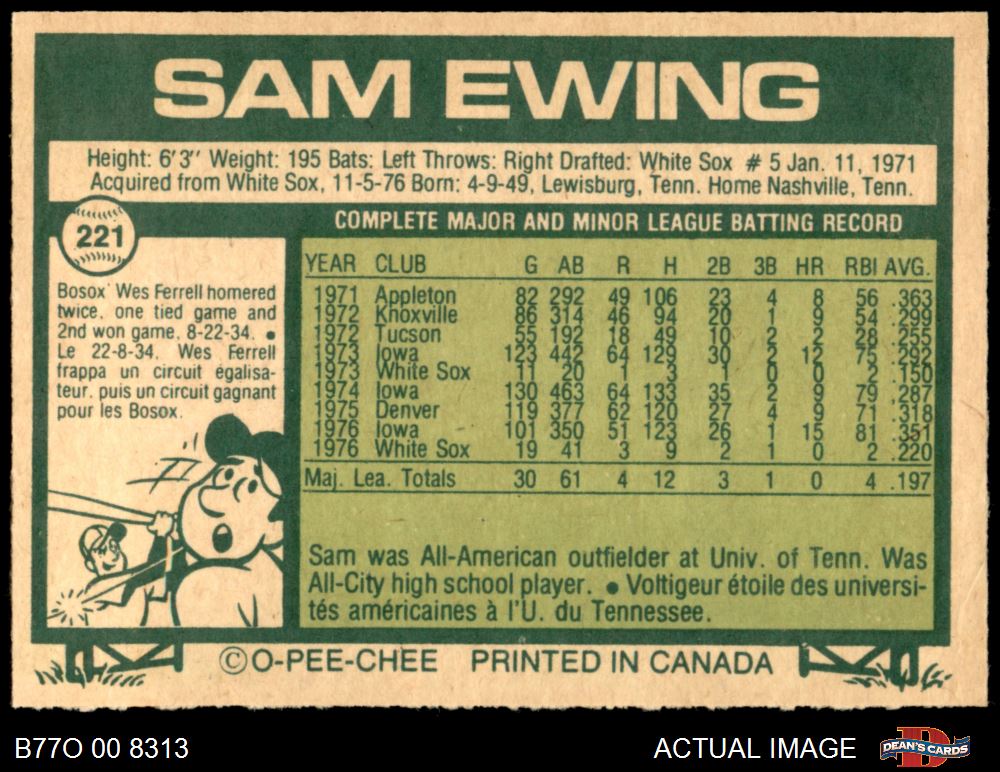 SAM EWING
Height: 6'3" Weight: 195 Bats: Left Throws: Right Drafted: White Sox # 5 Jan. 11, 1971
Acquired from White Sox, 11-5-76 Born: 4-9-49, Lewisburg, Tenn. Home Nashville, Tenn.
221
Bosox' Wes Ferrell homered
twice, one tied game and
2nd won game, 8-22-34. •
Le 22-8-34, Wes Ferrell
frappa un circuit égalisa-
teur, puis un circuit gagnant
pour les Bosox.
COMPLETE MAJOR AND MINOR LEAGUE BATTING RECORD
YEAR CLUB G AB R H 2B 3B HR RBI AVG.
1971 Appleton 82 292 49 106 23 4 8 56 .363
1972 Knoxville 86 314 46 94 20 1 9 54 .299
1972 Tucson 55 192 18 49 10 2 2 28 .255
1973 Iowa 123 442 64 129 30 2 12 75 .292
1973 White Sox 11 20 1 3 1 0 0 2 .150
1974 Iowa 130 463 64 133 35 2 9 79 .287
1975 Denver 119 377 62 120 27 4 9 71 .318
1976 Iowa 101 350 51 123 26 1 15 81 .351
1976 White Sox 19 41 3 9 2 1 0 2 .220
Maj. Lea. Totals 30 61 4 12 3 1 0 4 .197
Sam was All-American outfielder at Univ. of Tenn. Was
All-City high school player. • Voltigeur étoile des universi-
tés américaines à l'U. du Tennessee.
©O-PEE-CHEE PRINTED IN CANADA
B77O 00 8313
ACTUAL IMAGE
D
DEAN'S CARDS